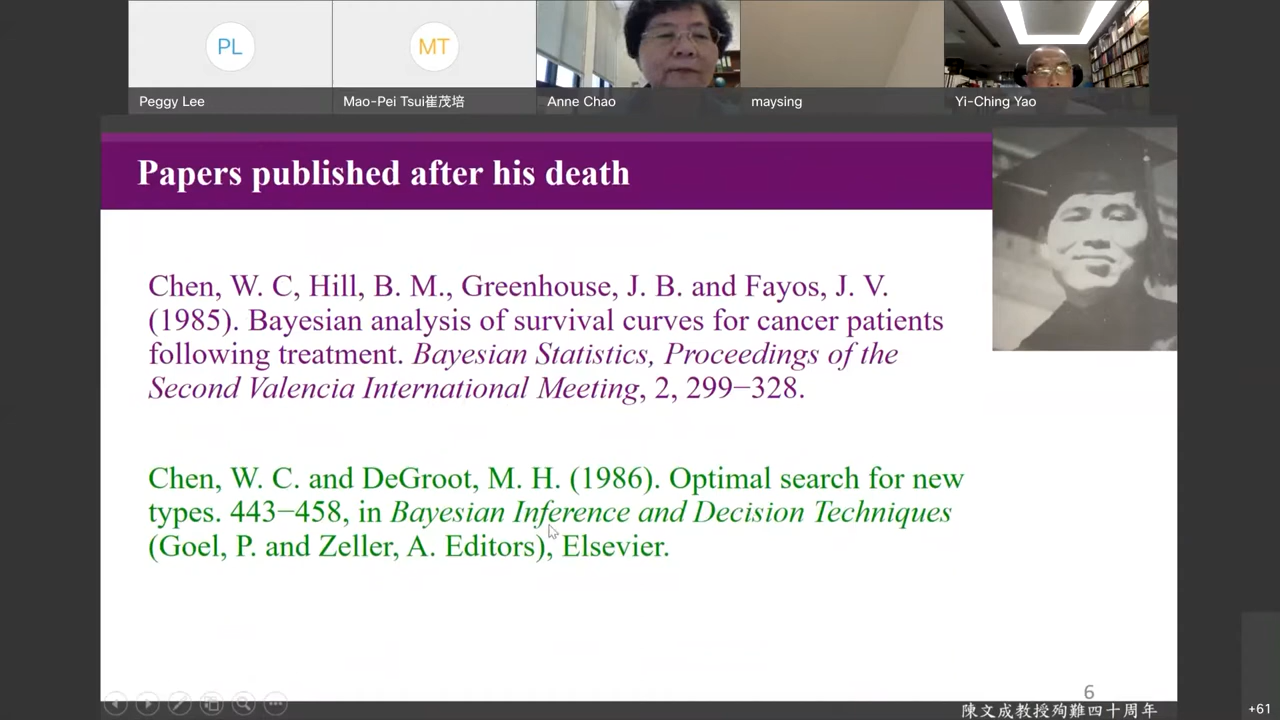 PL
MT
Peggy Lee
Mao-Pei Tsui崔茂培
Anne Chao
maysing
Yi-Ching Yao
Papers published after his death
Chen, W. C, Hill, B. M., Greenhouse, J. B. and Fayos, J. V.
(1985). Bayesian analysis of survival curves for cancer patients
following treatment. Bayesian Statistics, Proceedings of the
Second Valencia International Meeting, 2, 299−328.
Chen, W. C. and DeGroot, M. H. (1986). Optimal search for new
types. 443−458, in Bayesian Inference and Decision Techniques
(Goel, P. and Zeller, A. Editors), Elsevier.
6
陳文成教授殉難四十周年
+61